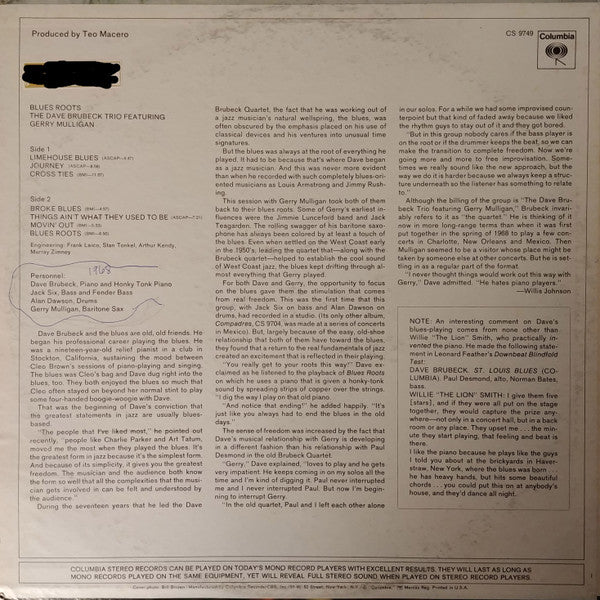 Produced by Teo Macero
CS 9749
Columbia
BLUES ROOTS
THE DAVE BRUBECK TRIO FEATURING
GERRY MULLIGAN
Side 1
LIMEHOUSE BLUES (ASCAP—4:47)
JOURNEY (ASCAP—
CROSS TIES (BMI—
Side 2
BROKE BLUES (BMI—4:57)
THINGS AIN'T WHAT THEY USED TO BE (ASCAP—7:21)
MOVIN' OUT (BMI—5:53)
BLUES ROOTS (BMI—
Engineering: Frank Laico, Stan Tonkel, Arthur Kendy,
Murray Zimney
1968
Personnel:
Dave Brubeck, Piano and Honky Tonk Piano
Jack Six, Bass and Fender Bass
Alan Dawson, Drums
Gerry Mulligan, Baritone Sax
Dave Brubeck and the blues are old, old friends. He
began his professional career playing the blues. He
was a nineteen-year-old relief pianist in a club in
Stockton, California, sustaining the mood between
Cleo Brown's sessions of piano-playing and singing.
The blues was Cleo's bag and Dave dug right into the
blues, too. They both enjoyed the blues so much that
Cleo often stayed on beyond her normal stint to play
some four-handed boogie-woogie with Dave.
That was the beginning of Dave's conviction that
the greatest statements in jazz are usually blues-
based.
"The people that I've liked most," he pointed out
recently, "people like Charlie Parker and Art Tatum,
moved me the most when they played the blues. It's
the greatest form in jazz because it's the simplest form.
And because of its simplicity, it gives you the greatest
freedom. The musician and the audience both know
the form so well that all the complexities that the musi-
cian gets involved in can be felt and understood by
the audience."
During the seventeen years that he led the Dave
Brubeck Quartet, the fact that he was working out of
a jazz musician's natural wellspring, the blues, was
often obscured by the emphasis placed on his use of
classical devices and his ventures into unusual time
signatures.
But the blues was always at the root of everything he
played. It had to be because that's where Dave began
as a jazz musician. And this was never more evident
than when he recorded with such completely blues-ori-
ented musicians as Louis Armstrong and Jimmy Rush-
ing.
This session with Gerry Mulligan took both of them
back to their blues roots. Some of Gerry's earliest in-
fluences were the Jimmie Lunceford band and Jack
Teagarden. The rolling swagger of his baritone saxo-
phone has always been colored by at least a touch of
the blues. Even when settled on the West Coast early
in the 1950's, leading the quartet that—along with the
Brubeck quartet—helped to establish the cool sound
of West Coast jazz, the blues kept drifting through al-
most everything that Gerry played.
For both Dave and Gerry, the opportunity to focus
on the blues gave them the stimulation that comes
from real freedom. This was the first time that this
group, with Jack Six on bass and Alan Dawson on
drums, had recorded in a studio. (Its only other album,
Compadres, CS 9704, was made at a series of concerts
in Mexico). But, largely because of the easy, old-shoe
relationship that both of them have toward the blues,
they found that a return to the real fundamentals of jazz
created an excitement that is reflected in their playing.
"You really get to your roots this way!" Dave ex-
claimed as he listened to the playback of Blues Roots
on which he uses a piano that is given a honky-tonk
sound by spreading strips of copper over the strings.
"I dig the way I play on that old piano.
"And notice that ending!" he added happily. "It's
just like you always had to end the blues in the old
days."
The sense of freedom was increased by the fact that
Dave's musical relationship with Gerry is developing
in a different fashion than his relationship with Paul
Desmond in the old Brubeck Quartet.
"Gerry," Dave explained, "loves to play and he gets
very impatient. He keeps coming in on my solos all the
time and I'm kind of digging it. Paul never interrupted
me and I never interrupted Paul. But now I'm begin-
ning to interrupt Gerry.
"In the old quartet, Paul and I left each other alone
in our solos. For a while we had some improvised coun-
terpoint but that kind of faded away because we liked
the rhythm guys to stay out of it and they got bored.
"But in this group nobody cares if the bass player is
on the root or if the drummer keeps the beat, so we can
make the transition to complete freedom. Now we're
going more and more to free improvisation. Some-
times we really sound like the new approach, but the
way we do it is harder because we always keep a struc-
ture underneath so the listener has something to relate
to."
Although the billing of the group is "The Dave Bru-
beck Trio, Featuring Gerry Mulligan," Brubeck invar-
iably refers to it as "the quartet." He is thinking of it
now in more long-range terms than when it was first
put together in the spring of 1968 to play a few con-
certs in Charlotte, New Orleans and Mexico. Then
Mulligan seemed to be a visitor whose place might be
taken by someone else at other concerts. But he is set-
tling in as a regular part of the format.
"I never thought things would work out this way with
Gerry," Dave admitted. "He hates piano players."
—Willis Johnson
NOTE: An interesting comment on Dave's
blues-playing comes from none other than
Willie "The Lion" Smith, who practically in-
vented the piano. He made the following state-
ment in Leonard Feather's Downbeat Blindfold
Test:
DAVE BRUBECK. ST. LOUIS BLUES (CO-
LUMBIA). Paul Desmond, alto, Norman Bates,
bass.
WILLIE 'THE LION' SMITH: I give them five
[stars], and if they were all put on the stage
together, they would capture the prize any-
where—not only in a concert hall, but in a back
room or any place. They upset me . . . the min-
ute they start playing, that feeling and beat is
there.
I like the piano because he plays like the guys
I told you about at the brickyards in Haver-
straw, New York, where the blues was born . . .
he has heavy hands, but hits some beautiful
chords . . . you could put this on at anybody's
house, and they'd dance all night.
COLUMBIA STEREO RECORDS CAN BE PLAYED ON TODAY'S MONO RECORD PLAYERS WITH EXCELLENT RESULTS. THEY WILL LAST AS LONG AS
MONO RECORDS PLAYED ON THE SAME EQUIPMENT, YET WILL REVEAL FULL STEREO SOUND WHEN PLAYED ON STEREO RECORD PLAYERS.
Cover photo: Bill Brown • Manufactured by Columbia Records/CBS, Inc./51 W. 52 Street, New York, N.Y. "Columbia," Marcas Reg. Printed in U.S.A.